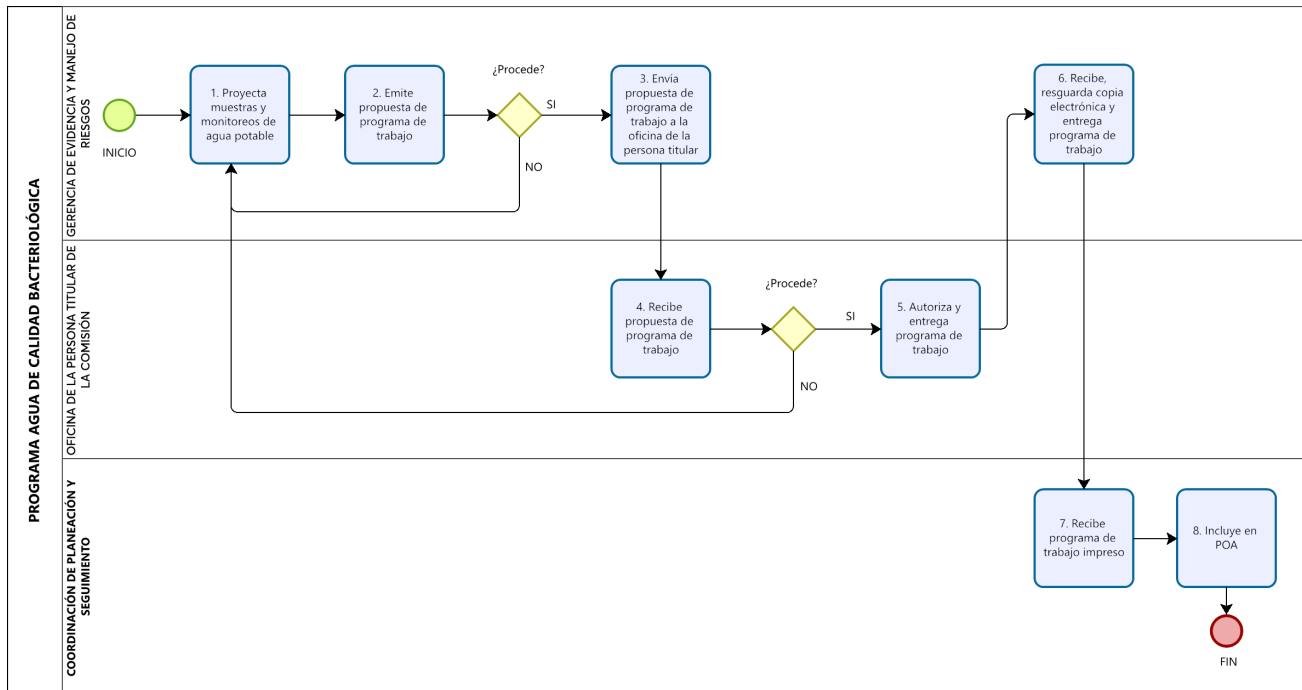 PROGRAMA AGUA DE CALIDAD BACTERIOLÓGICA
GERENCIA DE EVIDENCIA Y MANEJO DE
RIESGOS
INICIO
1. Proyecta
muestras y
monitoreos de
agua potable
2. Emite
propuesta de
programa de
trabajo
¿Procede?
SI
NO
3. Envía
propuesta de
programa de
trabajo a la
oficina de la
persona titular
6. Recibe,
resguarda copia
electrónica y
entrega
programa de
trabajo
OFICINA DE LA PERSONA TITULAR DE
LA COMISIÓN
4. Recibe
propuesta de
programa de
trabajo
¿Procede?
SI
NO
5. Autoriza y
entrega
programa de
trabajo
COORDINACIÓN DE PLANEACIÓN Y
SEGUIMIENTO
7. Recibe
programa de
trabajo impreso
8. Incluye en
POA
FIN